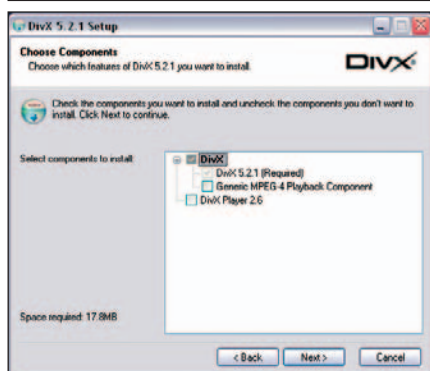 DivX 5.2.1 Setup
Choose Components
Choose which features of DivX 5.2.1 you want to install.
DIVX
Check the components you want to install and uncheck the components you don't want to
install. Click Next to continue.
Select components to install:
DivX
DivX 5.2.1 (Required)
Generic MPEG-4 Playback Component
DivX Player 2.6
Space required: 17.8MB
< Back
Next >
Cancel